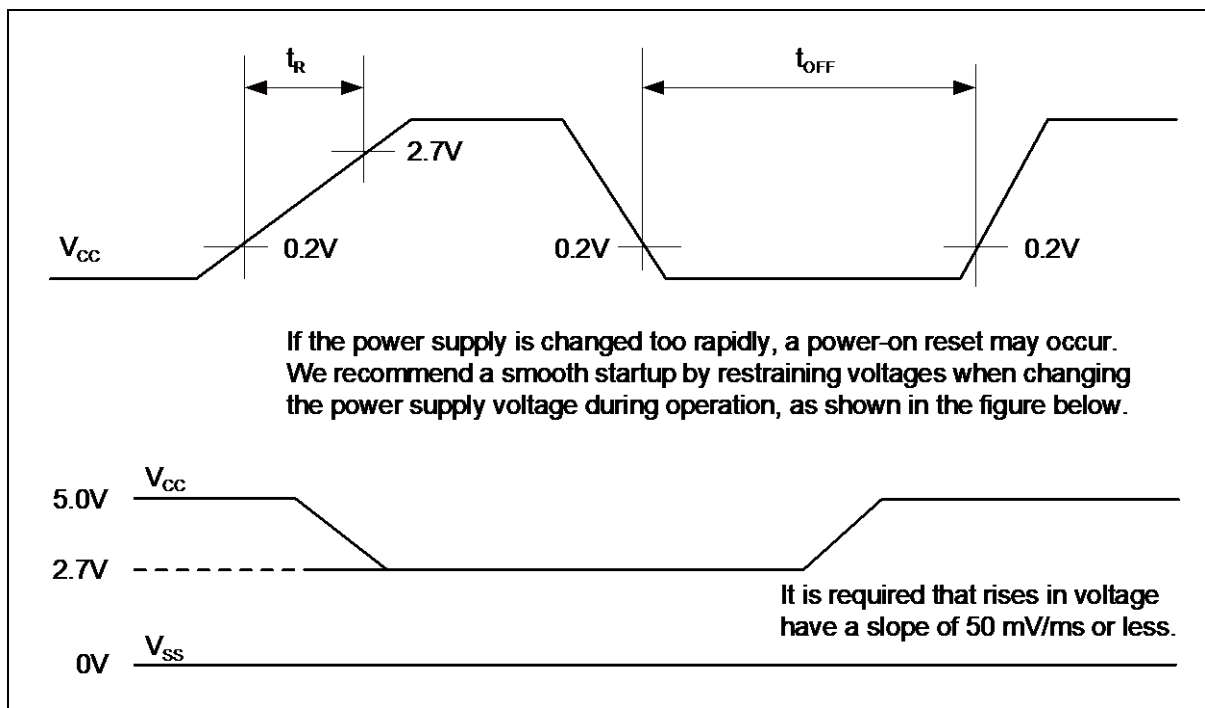 tR
tOFF
2.7V
VCC
0.2V
0.2V
0.2V
If the power supply is changed too rapidly, a power-on reset may occur.
We recommend a smooth startup by restraining voltages when changing
the power supply voltage during operation, as shown in the figure below.
VCC
5.0V
2.7V
It is required that rises in voltage
have a slope of 50 mV/ms or less.
VSS
0V